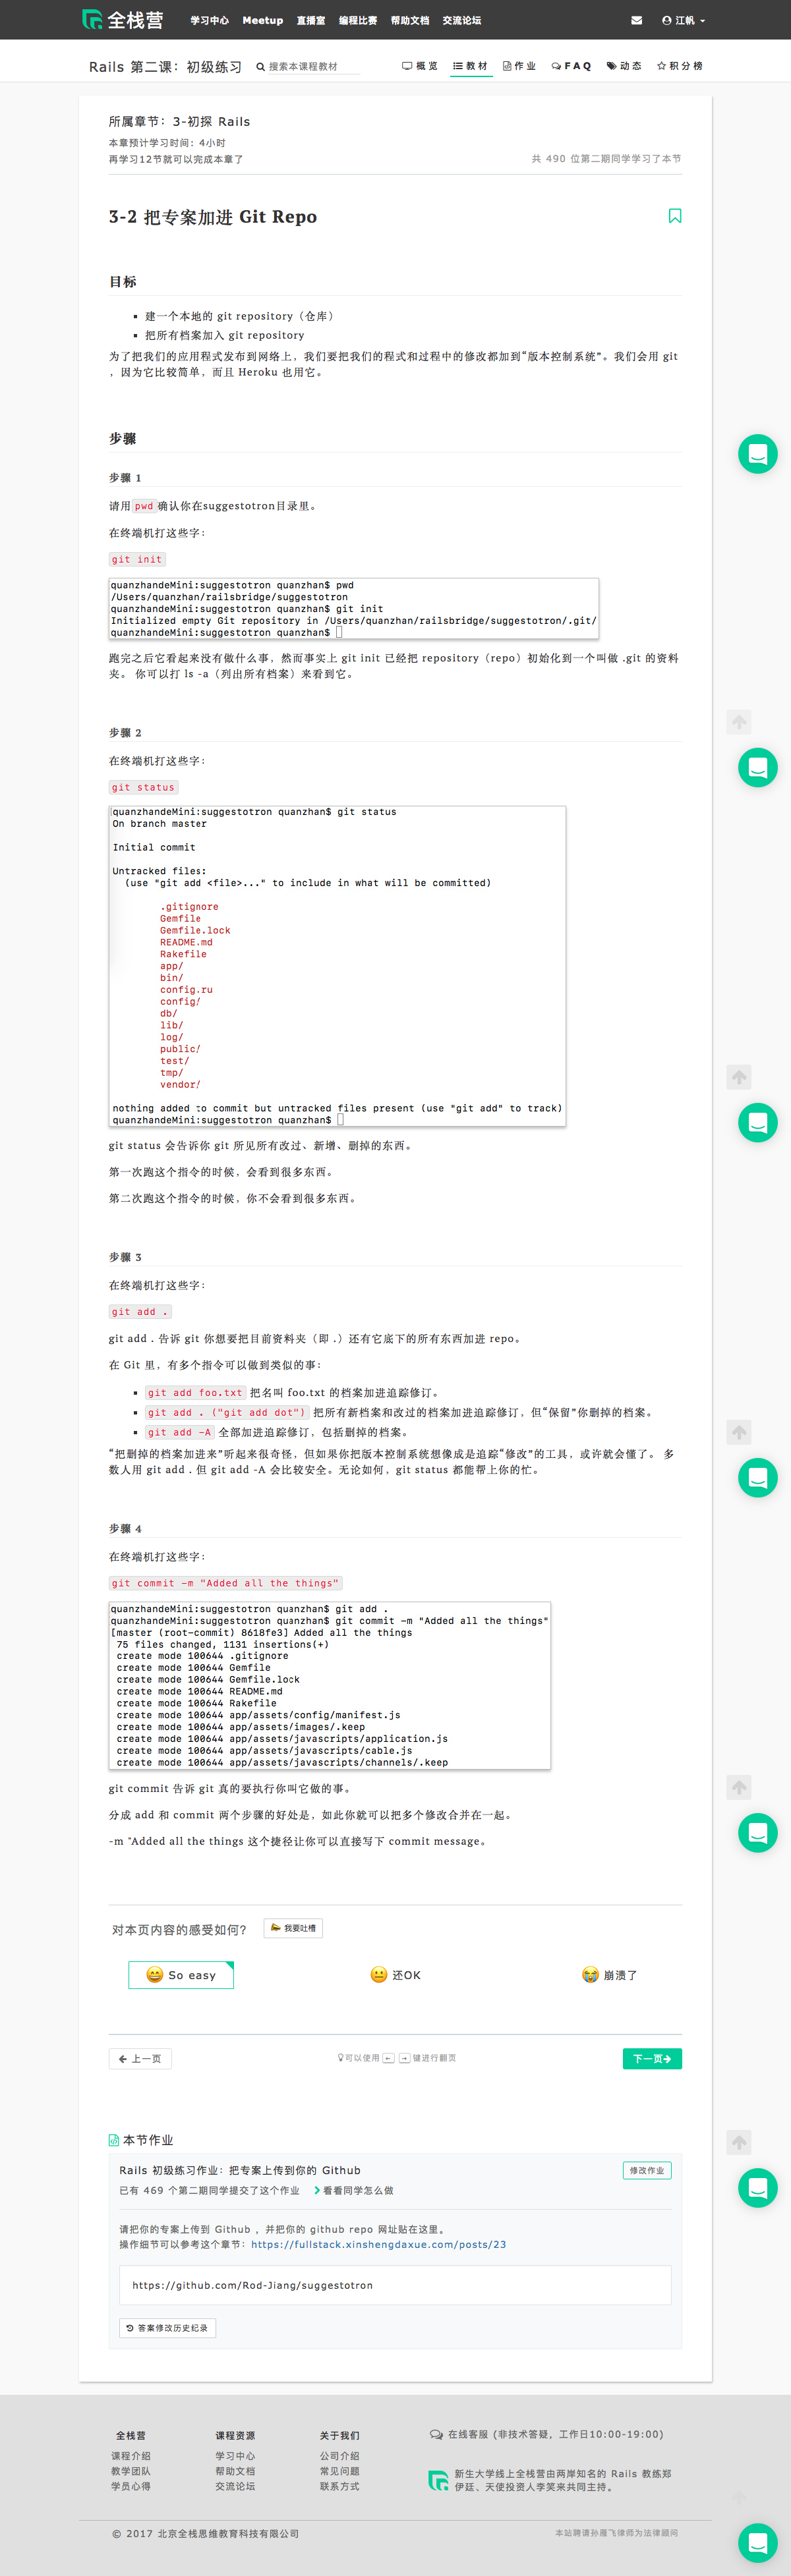 全栈营 学习中心 Meetup 直播室 编程比赛 帮助文档 交流论坛 江帆
Rails 第二课：初级练习 搜索本课程教材 概览 教材 作业 FAQ 动态 积分榜
所属章节：3-初探 Rails
本章预计学习时间：4小时
再学习12节就可以完成本章了 共 490 位第二期同学学习了本节
3-2 把专案加进 Git Repo
目标
▪ 建一个本地的 git repository（仓库）
▪ 把所有档案加入 git repository
为了把我们的应用程式发布到网络上，我们要把我们的程式和过程中的修改都加到“版本控制系统”。我们会用 git
，因为它比较简单，而且 Heroku 也用它。
步骤
步骤 1
请用pwd确认你在suggestotron目录里。
在终端机打这些字：
git init
quanzhandeMini:suggestotron quanzhan$ pwd
/Users/quanzhan/railsbridge/suggestotron
quanzhandeMini:suggestotron quanzhan$ git init
Initialized empty Git repository in /Users/quanzhan/railsbridge/suggestotron/.git/
quanzhandeMini:suggestotron quanzhan$
跑完之后它看起来没有做什么事，然而事实上 git init 已经把 repository（repo）初始化到一个叫做 .git 的资料
夹。 你可以打 ls -a（列出所有档案）来看到它。
步骤 2
在终端机打这些字：
git status
quanzhandeMini:suggestotron quanzhan$ git status
On branch master
Initial commit
Untracked files:
(use "git add <file>..." to include in what will be committed)
.gitignore
Gemfile
Gemfile.lock
README.md
Rakefile
app/
bin/
config.ru
config/
db/
lib/
log/
public/
test/
tmp/
vendor/
nothing added to commit but untracked files present (use "git add" to track)
quanzhandeMini:suggestotron quanzhan$
git status 会告诉你 git 所见所有改过、新增、删掉的东西。
第一次跑这个指令的时候，会看到很多东西。
第二次跑这个指令的时候，你不会看到很多东西。
步骤 3
在终端机打这些字：
git add .
git add . 告诉 git 你想要把目前资料夹（即 .）还有它底下的所有东西加进 repo。
在 Git 里，有多个指令可以做到类似的事：
▪ git add foo.txt 把名叫 foo.txt 的档案加进追踪修订。
▪ git add . ("git add dot") 把所有新档案和改过的档案加进追踪修订，但“保留”你删掉的档案。
▪ git add -A 全部加进追踪修订，包括删掉的档案。
“把删掉的档案加进来”听起来很奇怪，但如果你把版本控制系统想像成是追踪“修改”的工具，或许就会懂了。 多
数人用 git add . 但 git add -A 会比较安全。无论如何，git status 都能帮上你的忙。
步骤 4
在终端机打这些字：
git commit -m "Added all the things"
quanzhandeMini:suggestotron quanzhan$ git add .
quanzhandeMini:suggestotron quanzhan$ git commit -m "Added all the things"
[master (root-commit) 8618fe3] Added all the things
75 files changed, 1131 insertions(+)
create mode 100644 .gitignore
create mode 100644 Gemfile
create mode 100644 Gemfile.lock
create mode 100644 README.md
create mode 100644 Rakefile
create mode 100644 app/assets/config/manifest.js
create mode 100644 app/assets/images/.keep
create mode 100644 app/assets/javascripts/application.js
create mode 100644 app/assets/javascripts/cable.js
create mode 100644 app/assets/javascripts/channels/.keep
git commit 告诉 git 真的要执行你叫它做的事。
分成 add 和 commit 两个步骤的好处是，如此你就可以把多个修改合并在一起。
-m "Added all the things 这个捷径让你可以直接写下 commit message。
对本页内容的感受如何？ 我要吐槽
So easy 还OK 崩溃了
← 上一页 可以使用 ← → 键进行翻页 下一页→
本节作业
Rails 初级练习作业：把专案上传到你的 Github 修改作业
已有 469 个第二期同学提交了这个作业 看看同学怎么做
请把你的专案上传到 Github ，并把你的 github repo 网址贴在这里。
操作细节可以参考这个章节：https://fullstack.xinshengdaxue.com/posts/23
https://github.com/Rod-Jiang/suggestotron
答案修改历史纪录
全栈营 课程资源 关于我们 在线客服 (非技术答疑，工作日10:00-19:00)
课程介绍 学习中心 公司介绍
教学团队 帮助文档 常见问题 新生大学线上全栈营由两岸知名的 Rails 教练郑
学员心得 交流论坛 联系方式 伊廷、天使投资人李笑来共同主持。
© 2017 北京全栈思维教育科技有限公司 本站聘请孙雁飞律师为法律顾问